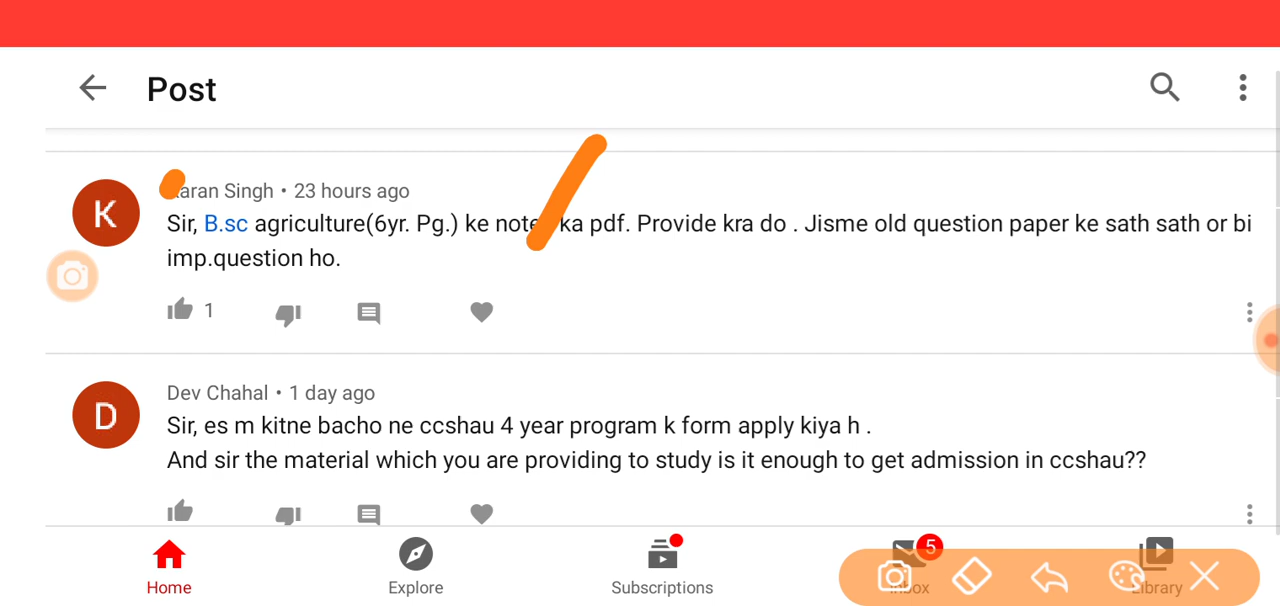 Post
aran Singh • 23 hours ago
Sir, B.sc agriculture(6yr. Pg.) ke note ka pdf. Provide kra do . Jisme old question paper ke sath sath or bi
imp.question ho.
K
1
Dev Chahal • 1 day ago
D
Sir, es m kitne bacho ne ccshau 4 year program k form apply kiya h .
And sir the material which you are providing to study is it enough to get admission in ccshau??
5
Home Explore Subscriptions Inbox Library